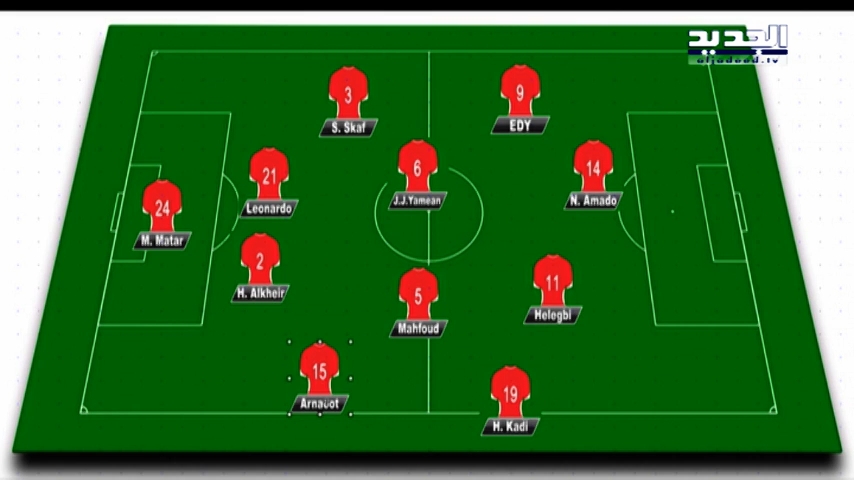 الجديد
aljadeed.tv
3
S. Skaf
9
EDY
21
Leonardo
6
J.J.Yamean
14
N. Amado
24
M. Matar
2
H. Alkheir
5
Mahfoud
11
Helegbi
15
Arnaout
19
H. Kadi